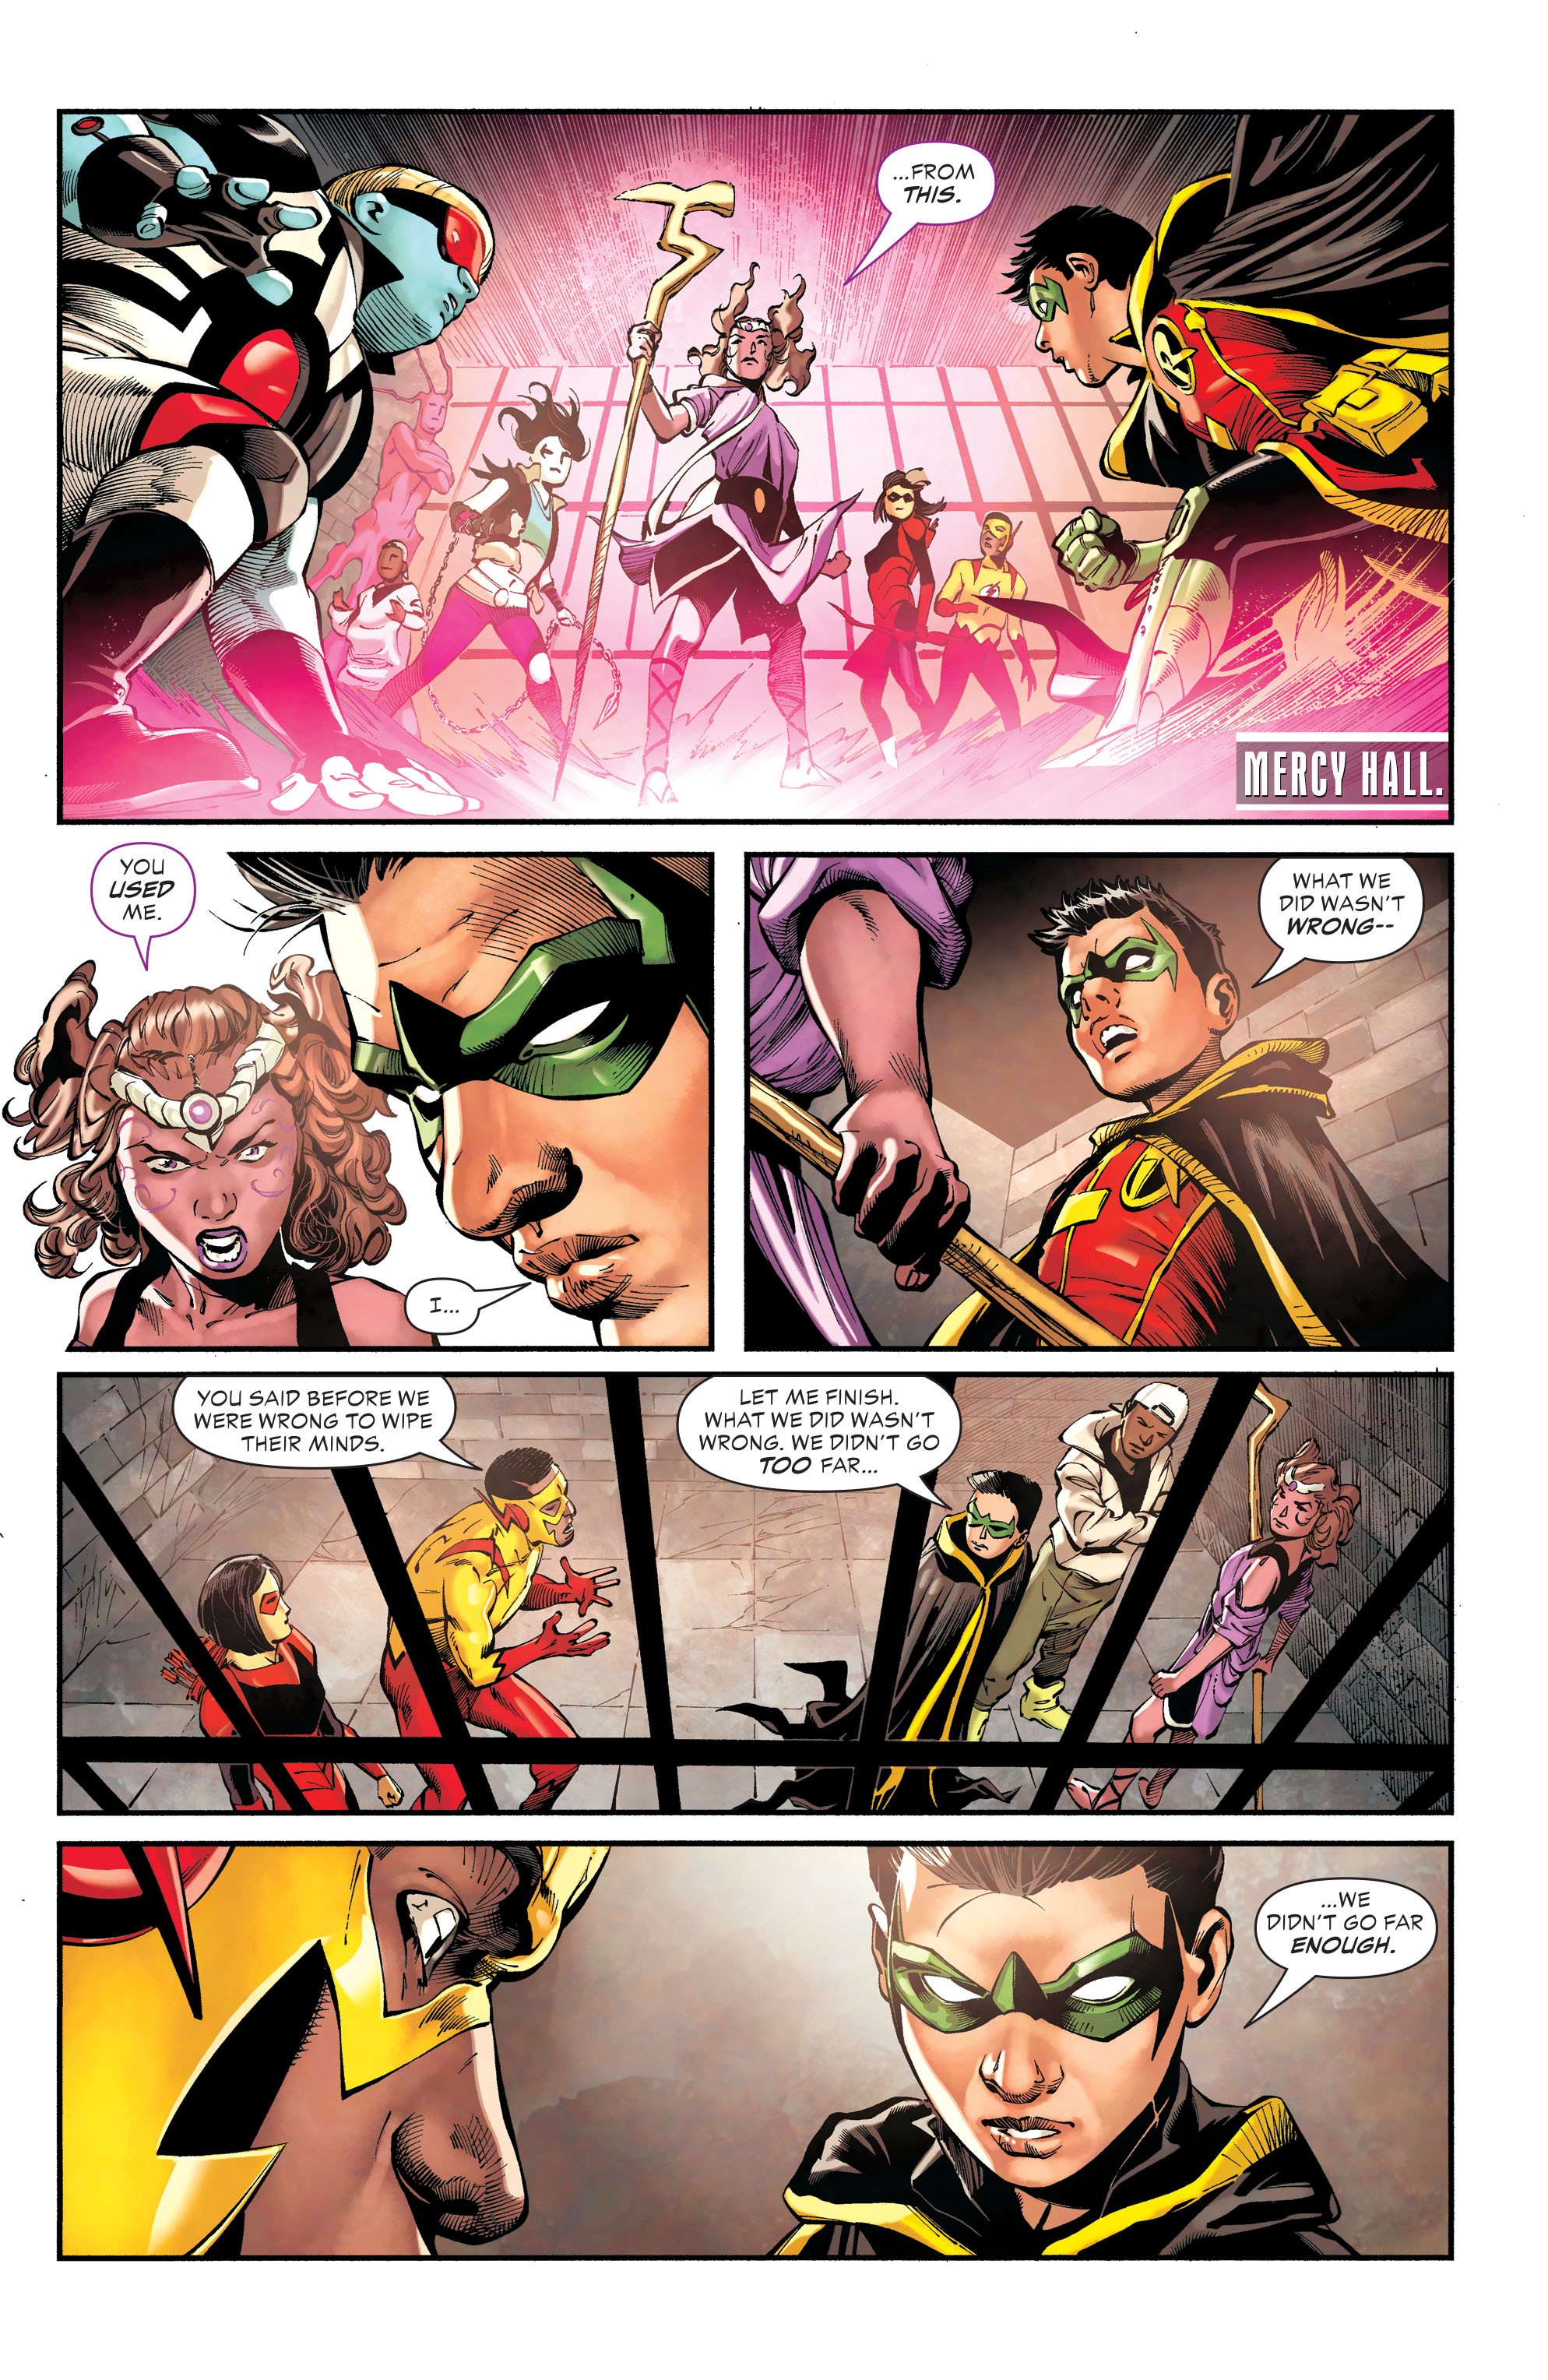 ...FROM
THIS.
MERCY HALL.
YOU
USED
ME.
I...
WHAT WE
DID WASN'T
WRONG--
YOU SAID BEFORE WE
WERE WRONG TO WIPE
THEIR MINDS.
LET ME FINISH.
WHAT WE DID WASN'T
WRONG. WE DIDN'T GO
TOO FAR...
...WE
DIDN'T GO FAR
ENOUGH.